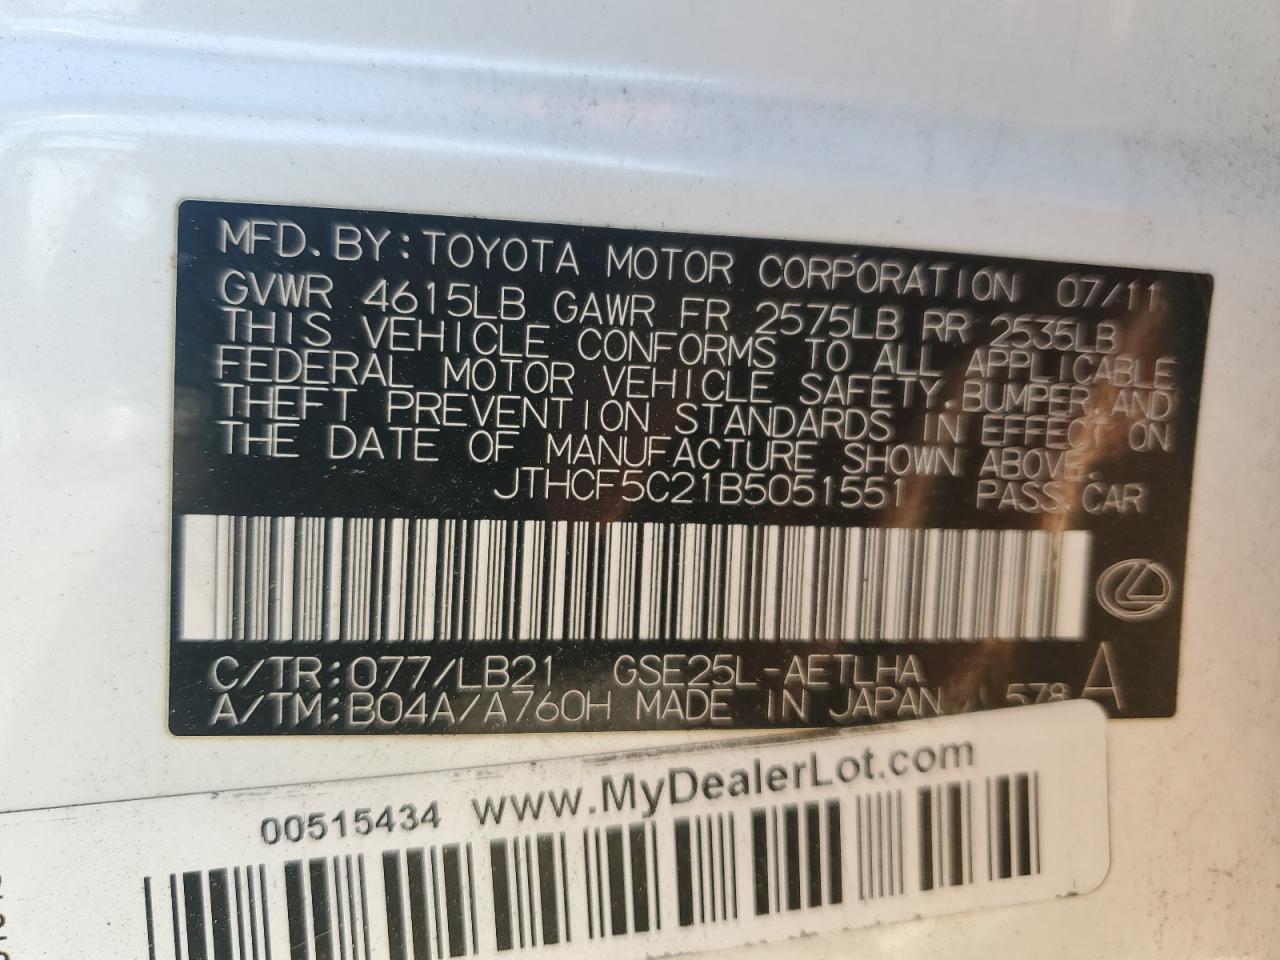 MFD. BY: TOYOTA MOTOR CORPORATION 07/11
GVWR 4615LB GAWR FR 2575LB RR 2535LB
THIS VEHICLE CONFORMS TO ALL APPLICABLE
FEDERAL MOTOR VEHICLE SAFETY, BUMPER, AND
THEFT PREVENTION STANDARDS IN EFFECT ON
THE DATE OF MANUFACTURE SHOWN ABOVE.
JTHCF5C21B5051551 PASS. CAR
C/TR: 077/LB21 GSE25L-AETLHA A
A/TM: B04A/A760H MADE IN JAPAN 578
00515434 www.MyDealerLot.com